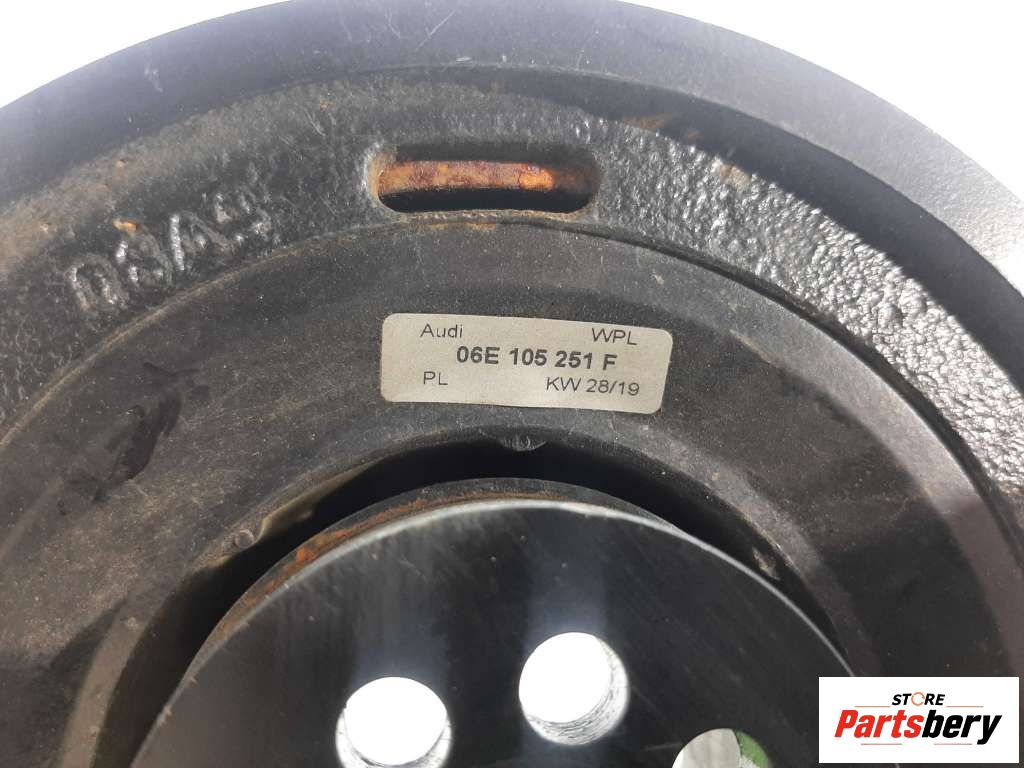 Audi WPL
06E 105 251 F
PL KW 28/19
STORE
Partsbery